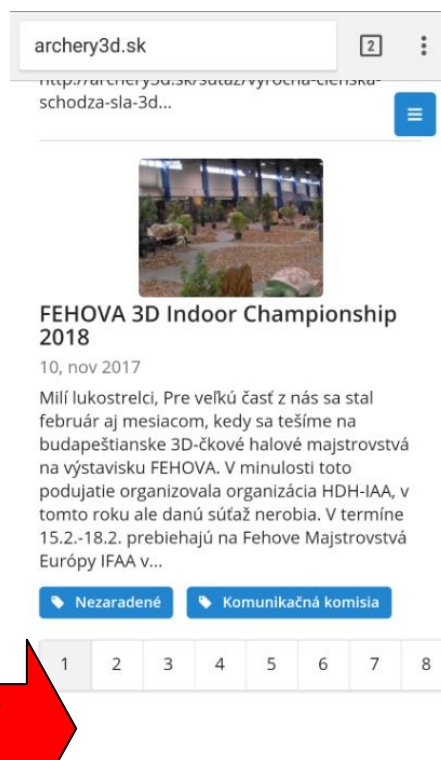 archery3d.sk
2
http://archery3d.sk/sutaz/vyrocna-clenska-
schodza-sla-3d...
FEHOVA 3D Indoor Championship
2018
10, nov 2017
Milí lukostrelci, Pre veľkú časť z nás sa stal
február aj mesiacom, kedy sa tešíme na
budapeštianske 3D-čkové halové majstrovstvá
na výstavisku FEHOVA. V minulosti toto
podujatie organizovala organizácia HDH-IAA, v
tomto roku ale danú súťaž nerobia. V termíne
15.2.-18.2. prebiehajú na Fehove Majstrovstvá
Európy IFAA v...
Nezaradené Komunikačná komisia
1 2 3 4 5 6 7 8